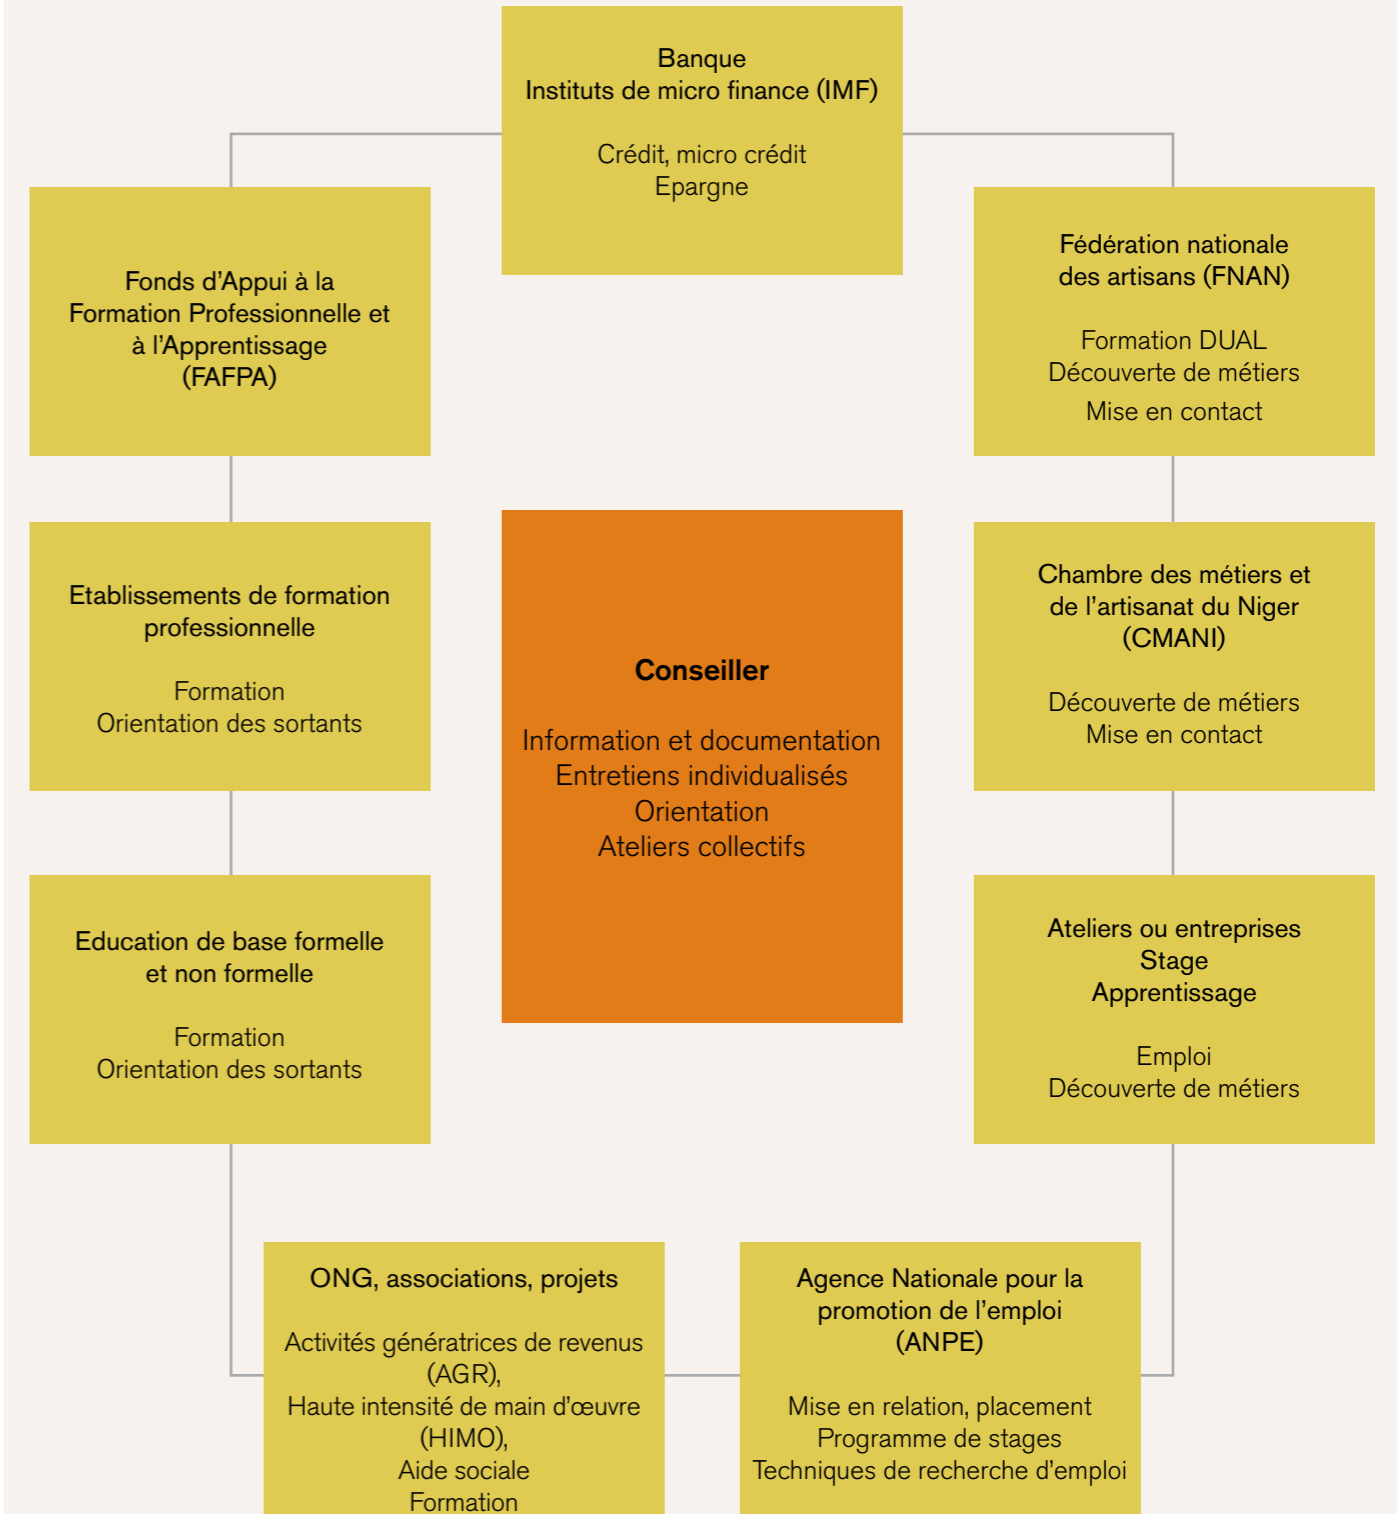 Banque
Instituts de micro finance (IMF)
Crédit, micro crédit
Epargne
Fonds d’Appui à la
Formation Professionnelle et
à l’Apprentissage
(FAFPA)
Fédération nationale
des artisans (FNAN)
Formation DUAL
Découverte de métiers
Mise en contact
Etablissements de formation
professionnelle
Formation
Orientation des sortants
Conseiller
Information et documentation
Entretiens individualisés
Orientation
Ateliers collectifs
Chambre des métiers et
de l’artisanat du Niger
(CMANI)
Découverte de métiers
Mise en contact
Education de base formelle
et non formelle
Formation
Orientation des sortants
Ateliers ou entreprises
Stage
Apprentissage
Emploi
Découverte de métiers
ONG, associations, projets
Activités génératrices de revenus
(AGR),
Haute intensité de main d’œuvre
(HIMO),
Aide sociale
Formation
Agence Nationale pour la
promotion de l’emploi
(ANPE)
Mise en relation, placement
Programme de stages
Techniques de recherche d’emploi